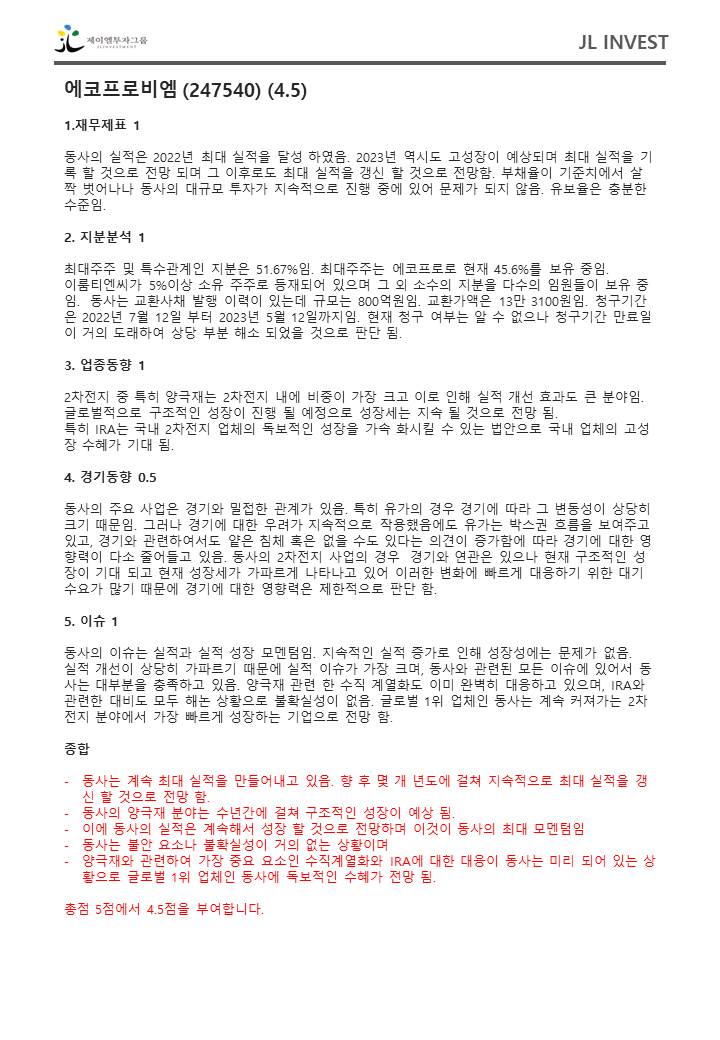 제이엘투자그룹
JL INVESTMENT
JL INVEST
에코프로비엠 (247540) (4.5)
1.재무제표 1
동사의 실적은 2022년 최대 실적을 달성 하였음. 2023년 역시도 고성장이 예상되며 최대 실적을 기
록 할 것으로 전망 되며 그 이후로도 최대 실적을 갱신 할 것으로 전망함. 부채율이 기준치에서 살
짝 벗어나나 동사의 대규모 투자가 지속적으로 진행 중에 있어 문제가 되지 않음. 유보율은 충분한
수준임.
2. 지분분석 1
최대주주 및 특수관계인 지분은 51.67%임. 최대주주는 에코프로로 현재 45.6%를 보유 중임.
이룸티엔씨가 5%이상 소유 주주로 등재되어 있으며 그 외 소수의 지분을 다수의 임원들이 보유 중
임. 동사는 교환사채 발행 이력이 있는데 규모는 800억원임. 교환가액은 13만 3100원임. 청구기간
은 2022년 7월 12일 부터 2023년 5월 12일까지임. 현재 청구 여부는 알 수 없으나 청구기간 만료일
이 거의 도래하여 상당 부분 해소 되었을 것으로 판단 됨.
3. 업종동향 1
2차전지 중 특히 양극재는 2차전지 내에 비중이 가장 크고 이로 인해 실적 개선 효과도 큰 분야임.
글로벌적으로 구조적인 성장이 진행 될 예정으로 성장세는 지속 될 것으로 전망 됨.
특히 IRA는 국내 2차전지 업체의 독보적인 성장을 가속 화시킬 수 있는 법안으로 국내 업체의 고성
장 수혜가 기대 됨.
4. 경기동향 0.5
동사의 주요 사업은 경기와 밀접한 관계가 있음. 특히 유가의 경우 경기에 따라 그 변동성이 상당히
크기 때문임. 그러나 경기에 대한 우려가 지속적으로 작용했음에도 유가는 박스권 흐름을 보여주고
있고, 경기와 관련하여서도 얕은 침체 혹은 없을 수도 있다는 의견이 증가함에 따라 경기에 대한 영
향력이 다소 줄어들고 있음. 동사의 2차전지 사업의 경우 경기와 연관은 있으나 현재 구조적인 성
장이 기대 되고 현재 성장세가 가파르게 나타나고 있어 이러한 변화에 빠르게 대응하기 위한 대기
수요가 많기 때문에 경기에 대한 영향력은 제한적으로 판단 함.
5. 이슈 1
동사의 이슈는 실적과 실적 성장 모멘텀임. 지속적인 실적 증가로 인해 성장성에는 문제가 없음.
실적 개선이 상당히 가파르기 때문에 실적 이슈가 가장 크며, 동사와 관련된 모든 이슈에 있어서 동
사는 대부분을 충족하고 있음. 양극재 관련 한 수직 계열화도 이미 완벽히 대응하고 있으며, IRA와
관련한 대비도 모두 해논 상황으로 불확실성이 없음. 글로벌 1위 업체인 동사는 계속 커져가는 2차
전지 분야에서 가장 빠르게 성장하는 기업으로 전망 함.
종합
- 동사는 계속 최대 실적을 만들어내고 있음. 향 후 몇 개 년도에 걸쳐 지속적으로 최대 실적을 갱
신 할 것으로 전망 함.
- 동사의 양극재 분야는 수년간에 걸쳐 구조적인 성장이 예상 됨.
- 이에 동사의 실적은 계속해서 성장 할 것으로 전망하며 이것이 동사의 최대 모멘텀임
- 동사는 불안 요소나 불확실성이 거의 없는 상황이며
- 양극재와 관련하여 가장 중요 요소인 수직계열화와 IRA에 대한 대응이 동사는 미리 되어 있는 상
황으로 글로벌 1위 업체인 동사에 독보적인 수혜가 전망 됨.
총점 5점에서 4.5점을 부여합니다.